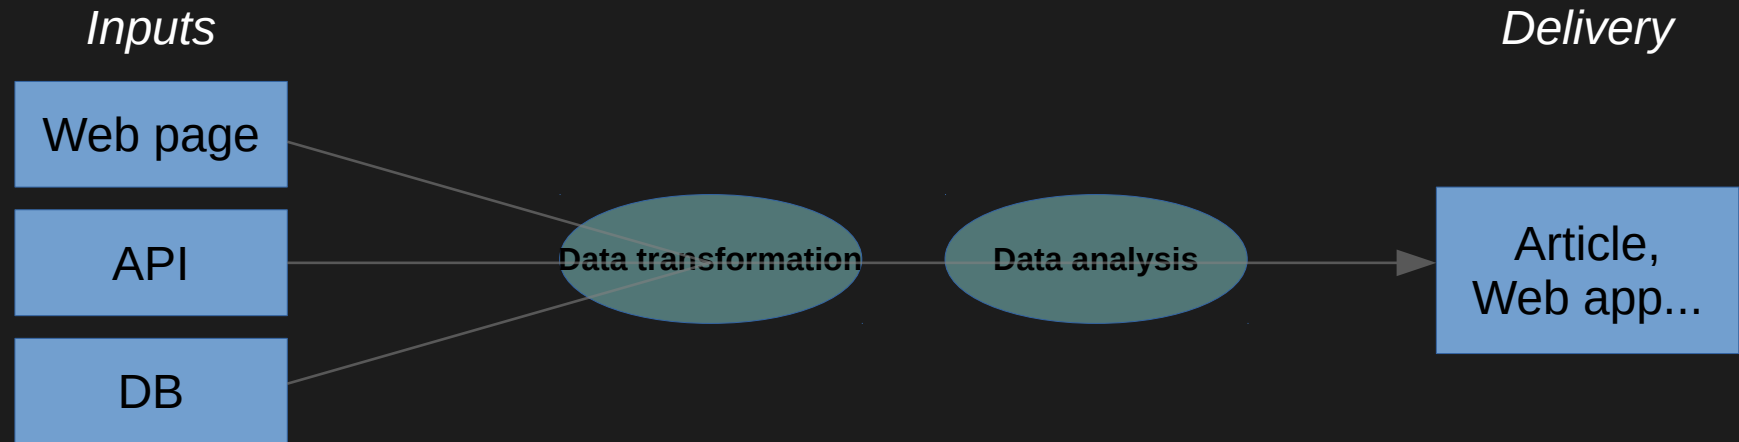 Inputs
Delivery
Web page
API
DB
Data transformation
Data analysis
Article,
Web app...